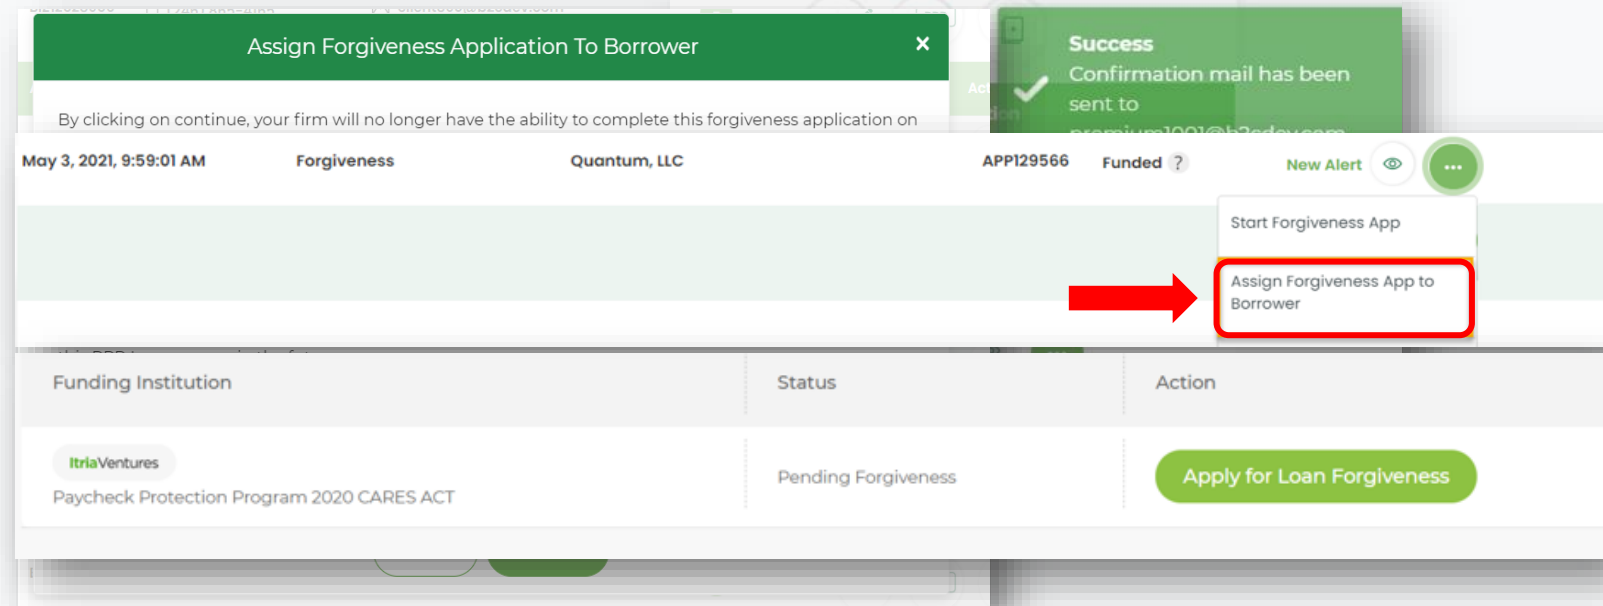 Assign Forgiveness Application To Borrower ×
Success
Confirmation mail has been
sent to
premium1001@b2cdev.com
By clicking on continue, your firm will no longer have the ability to complete this forgiveness application on
May 3, 2021, 9:59:01 AM Forgiveness Quantum, LLC APP129566 Funded ? New Alert ...
Start Forgiveness App
Assign Forgiveness App to
Borrower
Funding Institution Status Action
ItriaVentures
Paycheck Protection Program 2020 CARES ACT Pending Forgiveness Apply for Loan Forgiveness